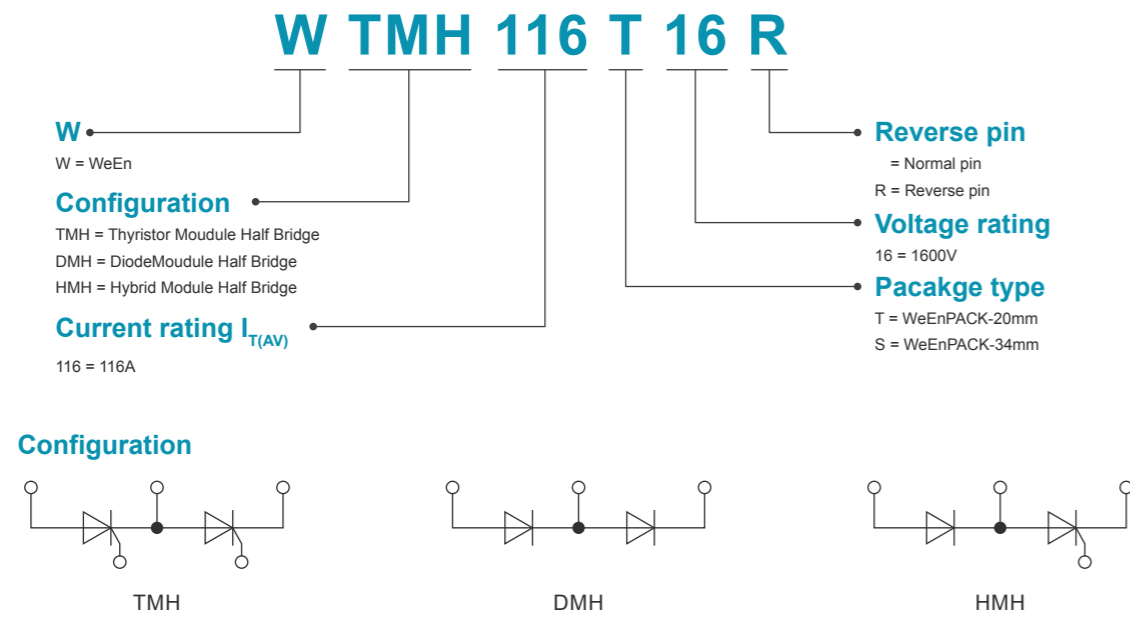 W TMH 116 T 16 R
W
W = WeEn
Configuration
TMH = Thyristor Moudule Half Bridge
DMH = DiodeMoudule Half Bridge
HMH = Hybrid Module Half Bridge
Current rating I_T(AV)
116 = 116A
Reverse pin
= Normal pin
R = Reverse pin
Voltage rating
16 = 1600V
Pacakge type
T = WeEnPACK-20mm
S = WeEnPACK-34mm
Configuration
TMH
DMH
HMH